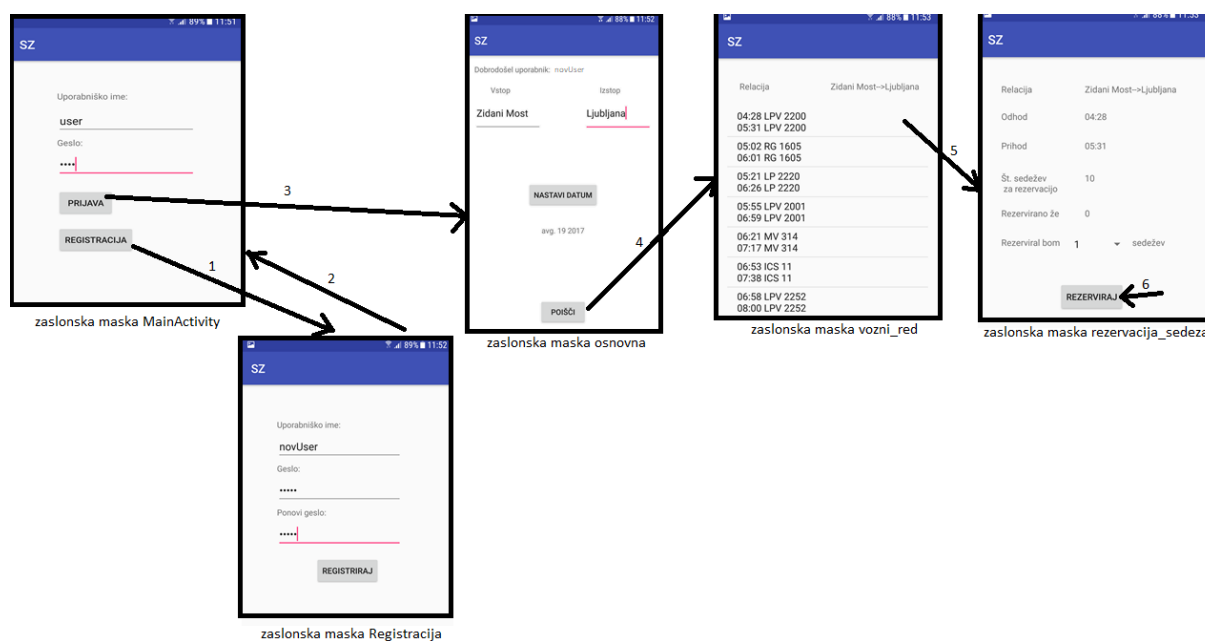 89% 11:51
SZ
Uporabniško ime:
user
Geslo:
••••
PRIJAVA
REGISTRACIJA
zaslonska maska MainActivity
1
2
3
89% 11:52
SZ
Uporabniško ime:
novUser
Geslo:
•••••
Ponovi geslo:
•••••
REGISTRIRAJ
zaslonska maska Registracija
88% 11:52
SZ
Dobrodošel uporabnik: novUser
Vstop Izstop
Zidani Most Ljubljana
NASTAVI DATUM
avg. 19 2017
POIŠČI
zaslonska maska osnovna
4
88% 11:53
SZ
Relacija Zidani Most-->Ljubljana
04:28 LPV 2200
05:31 LPV 2200
05:02 RG 1605
06:01 RG 1605
05:21 LP 2220
06:26 LP 2220
05:55 LPV 2001
06:59 LPV 2001
06:21 MV 314
07:17 MV 314
06:53 ICS 11
07:38 ICS 11
06:58 LPV 2252
08:00 LPV 2252
zaslonska maska vozni_red
5
88% 11:53
SZ
Relacija Zidani Most-->Ljubljana
Odhod 04:28
Prihod 05:31
Št. sedežev 10
za rezervacijo
Rezervirano že 0
Rezerviral bom 1 sedežev
6
REZERVIRAJ
zaslonska maska rezervacija_sedeza